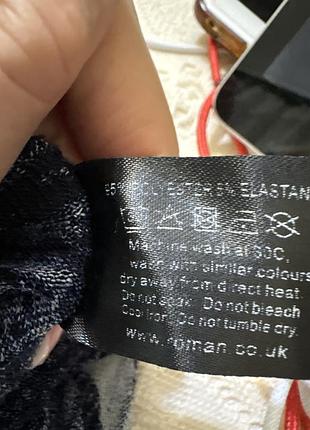 95% POLYESTER 5% ELASTAN
Machine wash at 30C,
wash with similar colours
dry away from direct heat.
Do not soak. Do not bleach
Cool iron. Do not tumble dry.
www.roman.co.uk